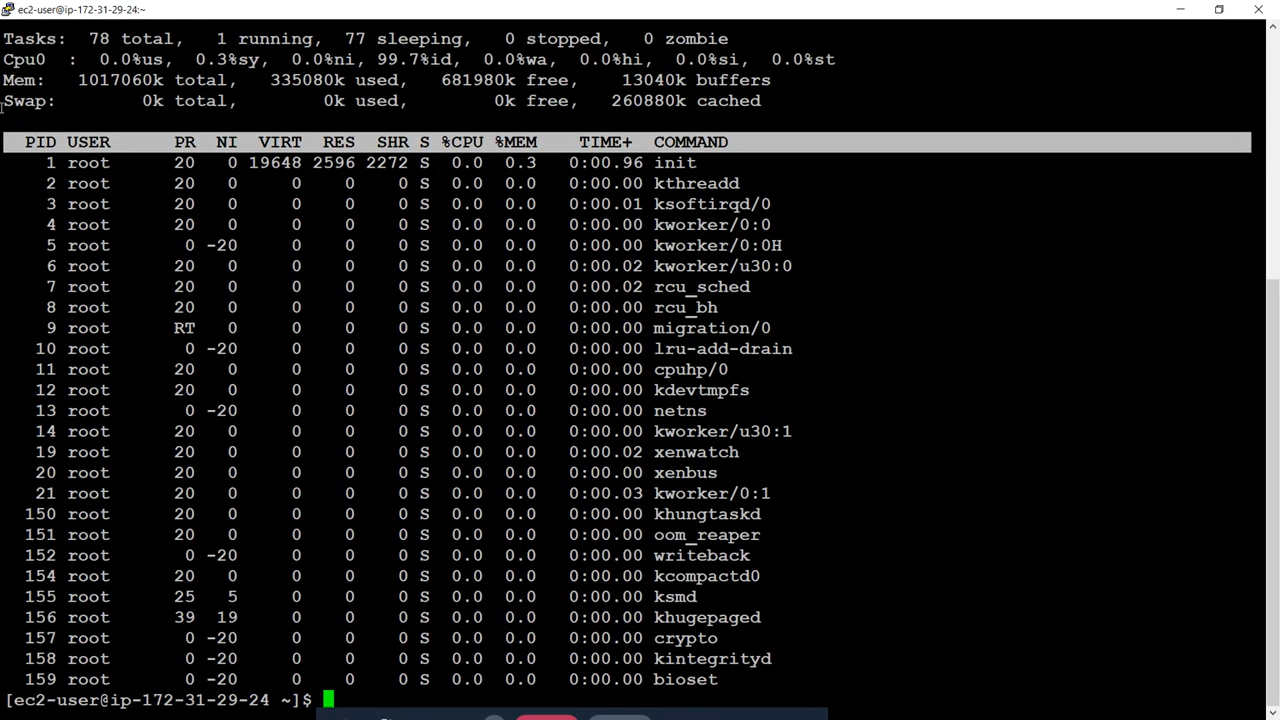 ec2-user@ip-172-31-29-24:~
Tasks:  78 total,   1 running,  77 sleeping,   0 stopped,   0 zombie
Cpu0  :  0.0%us,  0.3%sy,  0.0%ni, 99.7%id,  0.0%wa,  0.0%hi,  0.0%si,  0.0%st
Mem:   1017060k total,   335080k used,   681980k free,    13040k buffers
Swap:        0k total,        0k used,        0k free,   260880k cached
PID USER      PR  NI  VIRT  RES  SHR S %CPU %MEM    TIME+  COMMAND
1 root      20   0 19648 2596 2272 S  0.0  0.3   0:00.96 init
2 root      20   0     0    0    0 S  0.0  0.0   0:00.00 kthreadd
3 root      20   0     0    0    0 S  0.0  0.0   0:00.01 ksoftirqd/0
4 root      20   0     0    0    0 S  0.0  0.0   0:00.00 kworker/0:0
5 root       0 -20     0    0    0 S  0.0  0.0   0:00.00 kworker/0:0H
6 root      20   0     0    0    0 S  0.0  0.0   0:00.02 kworker/u30:0
7 root      20   0     0    0    0 S  0.0  0.0   0:00.02 rcu_sched
8 root      20   0     0    0    0 S  0.0  0.0   0:00.00 rcu_bh
9 root      RT   0     0    0    0 S  0.0  0.0   0:00.00 migration/0
10 root       0 -20     0    0    0 S  0.0  0.0   0:00.00 lru-add-drain
11 root      20   0     0    0    0 S  0.0  0.0   0:00.00 cpuhp/0
12 root      20   0     0    0    0 S  0.0  0.0   0:00.00 kdevtmpfs
13 root       0 -20     0    0    0 S  0.0  0.0   0:00.00 netns
14 root      20   0     0    0    0 S  0.0  0.0   0:00.00 kworker/u30:1
19 root      20   0     0    0    0 S  0.0  0.0   0:00.02 xenwatch
20 root      20   0     0    0    0 S  0.0  0.0   0:00.00 xenbus
21 root      20   0     0    0    0 S  0.0  0.0   0:00.03 kworker/0:1
150 root      20   0     0    0    0 S  0.0  0.0   0:00.00 khungtaskd
151 root      20   0     0    0    0 S  0.0  0.0   0:00.00 oom_reaper
152 root       0 -20     0    0    0 S  0.0  0.0   0:00.00 writeback
154 root      20   0     0    0    0 S  0.0  0.0   0:00.00 kcompactd0
155 root      25   5     0    0    0 S  0.0  0.0   0:00.00 ksmd
156 root      39  19     0    0    0 S  0.0  0.0   0:00.00 khugepaged
157 root       0 -20     0    0    0 S  0.0  0.0   0:00.00 crypto
158 root       0 -20     0    0    0 S  0.0  0.0   0:00.00 kintegrityd
159 root       0 -20     0    0    0 S  0.0  0.0   0:00.00 bioset
[ec2-user@ip-172-31-29-24 ~]$